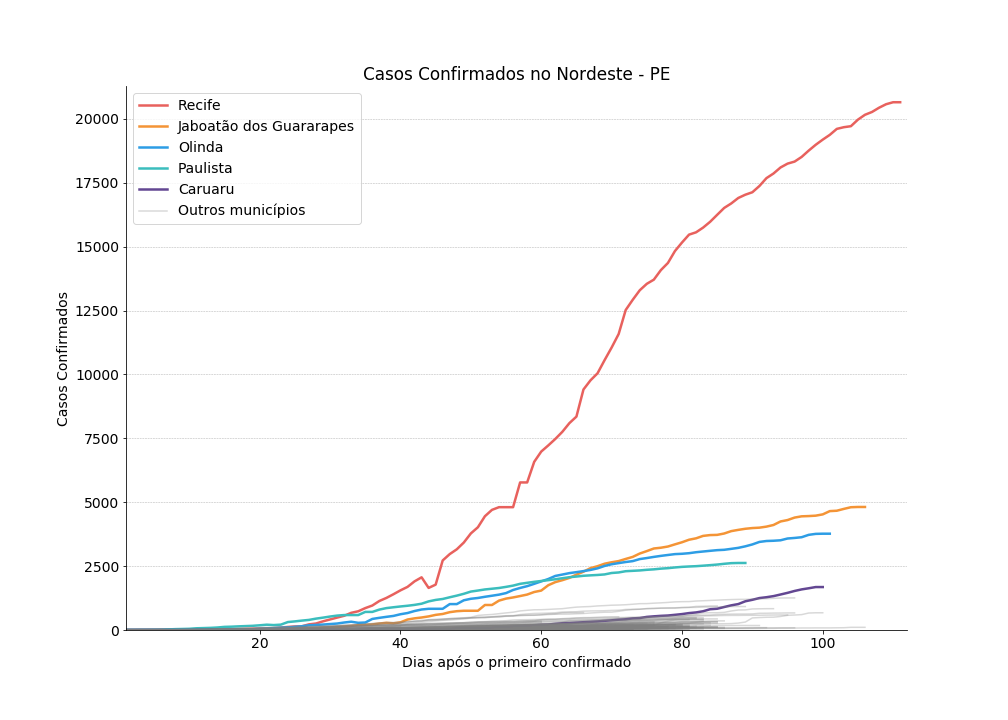 Casos Confirmados no Nordeste - PE
Recife
Jaboatão dos Guararapes
Olinda
Paulista
Caruaru
Outros municípios
20000
17500
15000
12500
10000
7500
5000
2500
0
Casos Confirmados
20
40
60
80
100
Dias após o primeiro confirmado